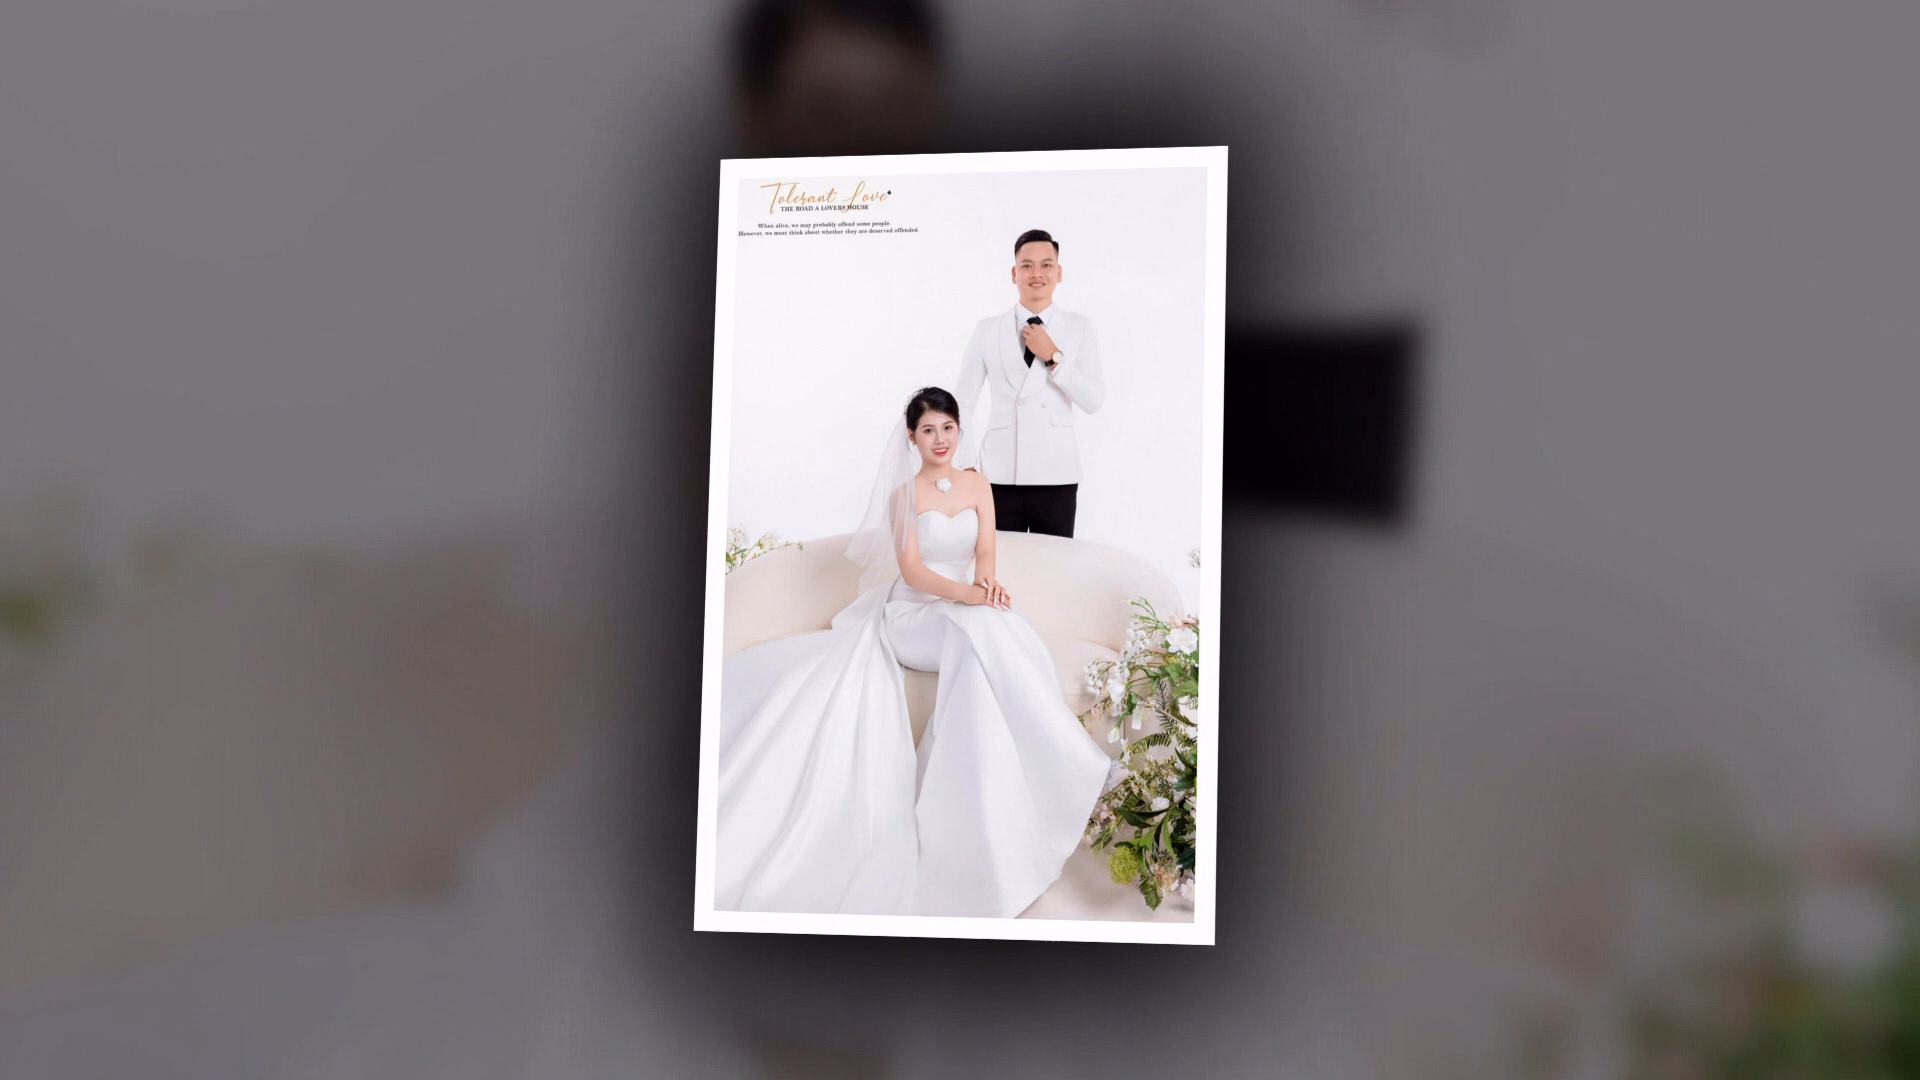 Tolerant Love
THE ROAD A LOVERS HOUSE
When alive, we may probably offend some people.
However, we must think about whether they are deserved offended.